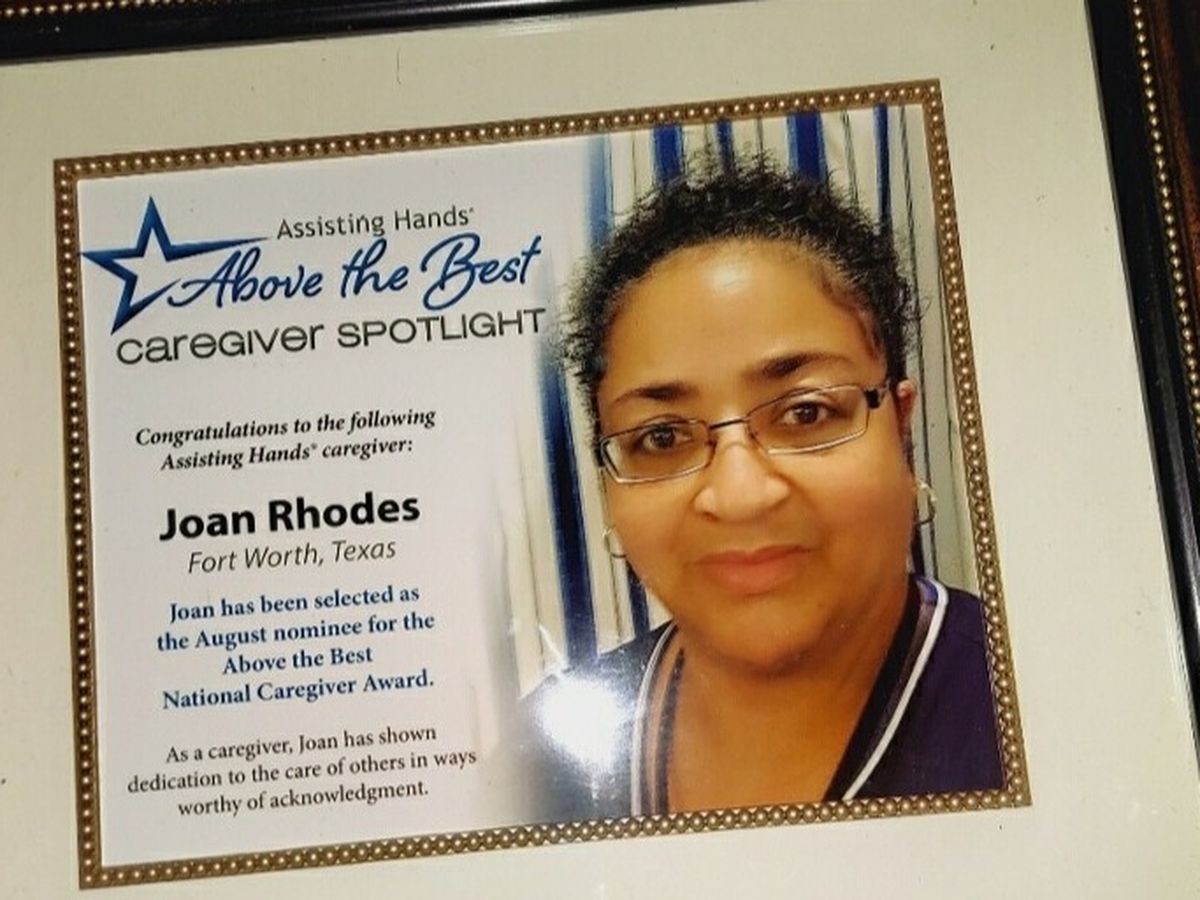 Assisting Hands®
Above the Best
caregiver SPOTLIGHT
Congratulations to the following
Assisting Hands® caregiver:
Joan Rhodes
Fort Worth, Texas
Joan has been selected as
the August nominee for the
Above the Best
National Caregiver Award.
As a caregiver, Joan has shown
dedication to the care of others in ways
worthy of acknowledgment.